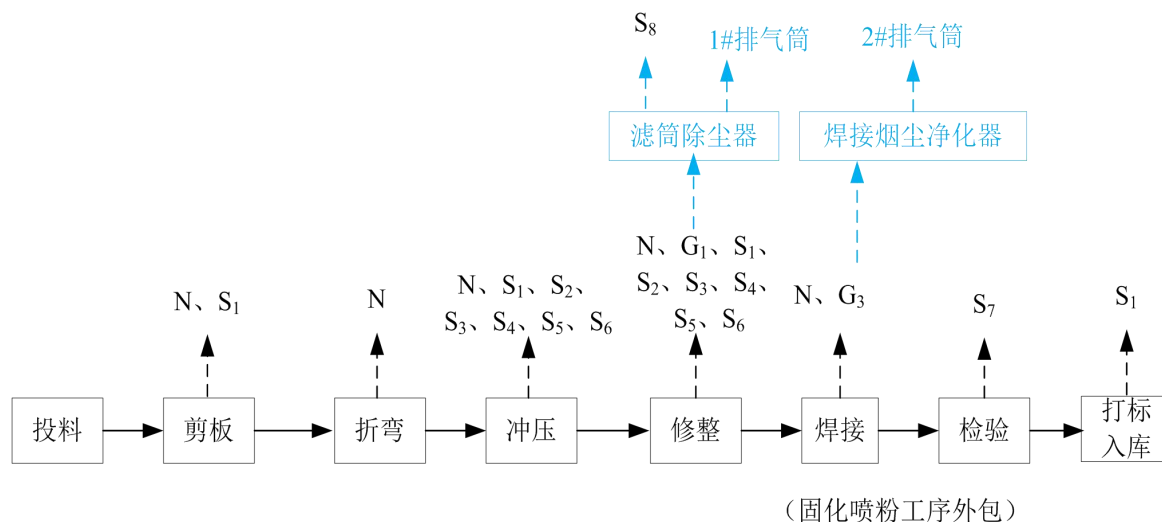 S₈
1#排气筒
2#排气筒
滤筒除尘器
焊接烟尘净化器
N、S₁
N
N、S₁、S₂、
S₃、S₄、S₅、S₆
N、G₁、S₁、
S₂、S₃、S₄、
S₅、S₆
N、G₃
S₇
S₁
投料
剪板
折弯
冲压
修整
焊接
检验
打标
入库
（固化喷粉工序外包）